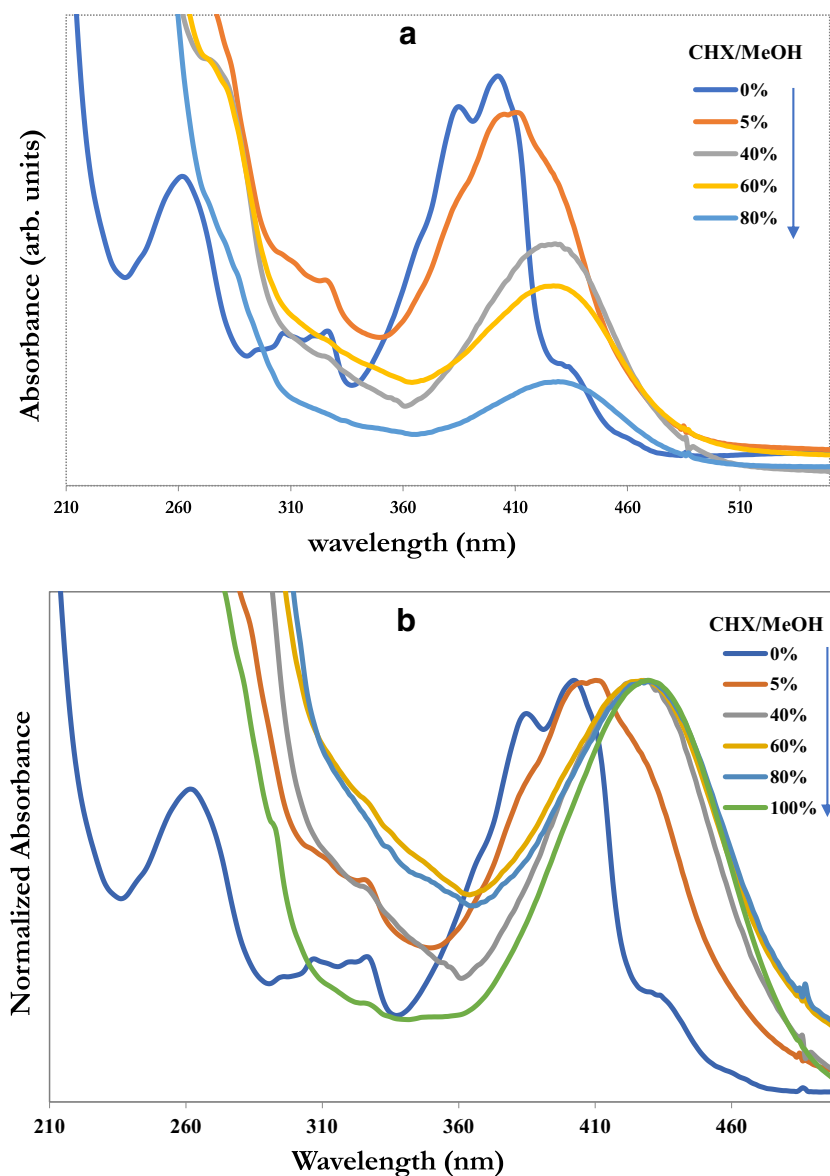 a
CHX/MeOH
0%
5%
40%
60%
80%
Absorbance (arb. units)
210 260 310 360 410 460 510
wavelength (nm)
b
CHX/MeOH
0%
5%
40%
60%
80%
100%
Normalized Absorbance
210 260 310 360 410 460
Wavelength (nm)